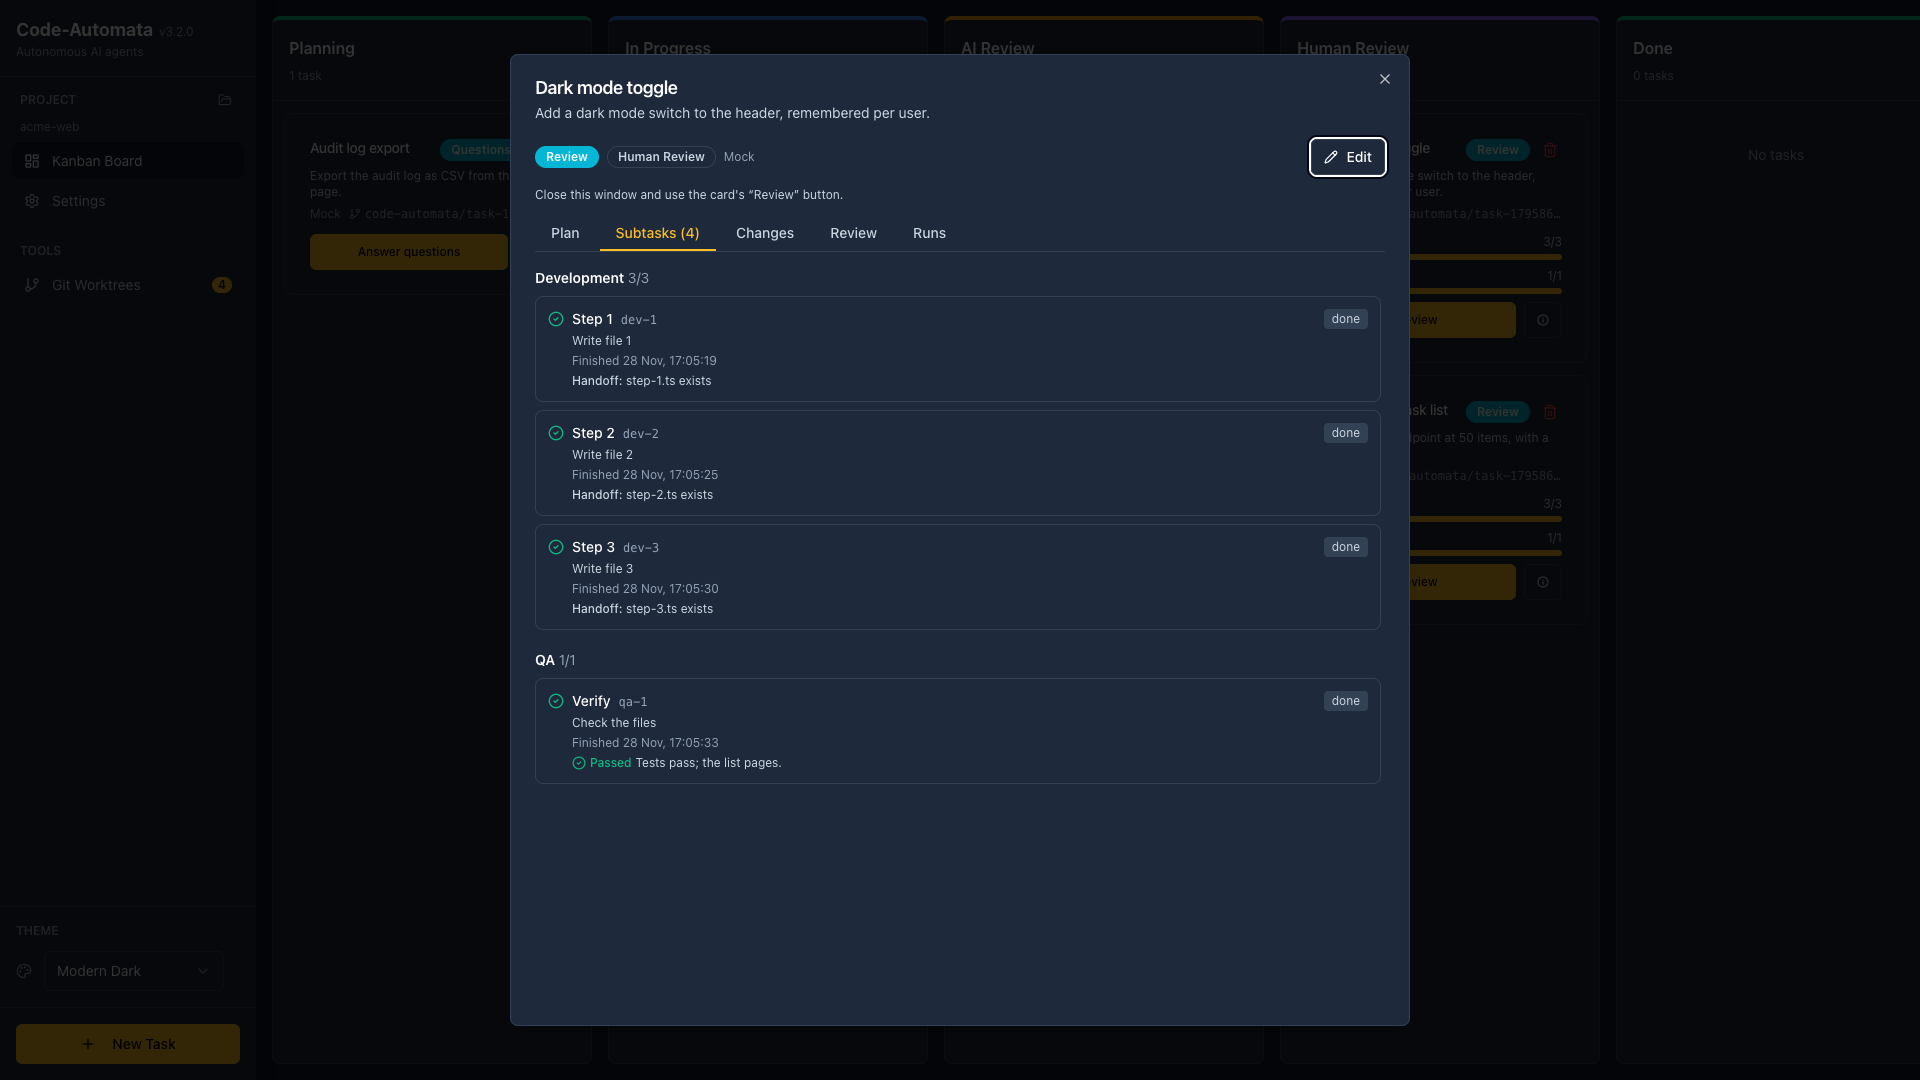 Code-Automata v3.2.0
Autonomous AI agents
PROJECT
acme-web
Kanban Board
Settings
TOOLS
Git Worktrees 4
THEME
Modern Dark
New Task
Planning
1 task
Audit log export Questions
Export the audit log as CSV from th
page.
Mock code-automata/task-1
Answer questions
In Progress
AI Review
Human Review
Done
0 tasks
No tasks
Dark mode toggle
Add a dark mode switch to the header, remembered per user.
Review Human Review Mock
Edit
Close this window and use the card's “Review” button.
Plan Subtasks (4) Changes Review Runs
Development 3/3
Step 1 dev-1 done
Write file 1
Finished 28 Nov, 17:05:19
Handoff: step-1.ts exists
Step 2 dev-2 done
Write file 2
Finished 28 Nov, 17:05:25
Handoff: step-2.ts exists
Step 3 dev-3 done
Write file 3
Finished 28 Nov, 17:05:30
Handoff: step-3.ts exists
QA 1/1
Verify qa-1 done
Check the files
Finished 28 Nov, 17:05:33
Passed Tests pass; the list pages.
Review
switch to the header,
user.
automata/task-179586…
3/3
1/1
list Review
at 50 items, with a
automata/task-179586…
3/3
1/1